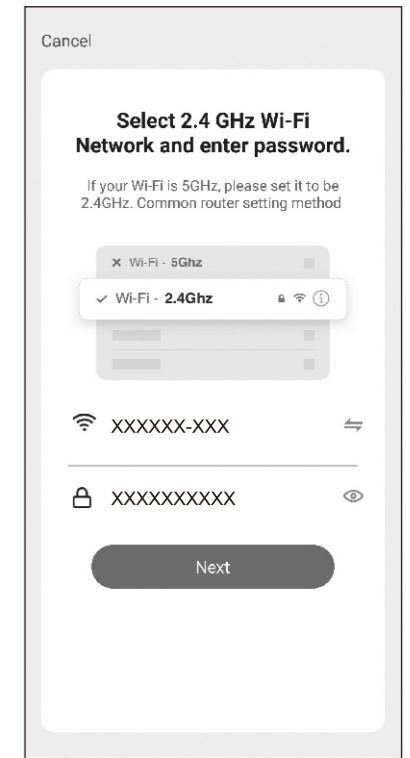 Cancel
Select 2.4 GHz Wi-Fi
Network and enter password.
If your Wi-Fi is 5GHz, please set it to be
2.4GHz. Common router setting method
Wi-Fi - 5Ghz
Wi-Fi - 2.4Ghz
XXXXXX-XXX
XXXXXXXXXX
Next